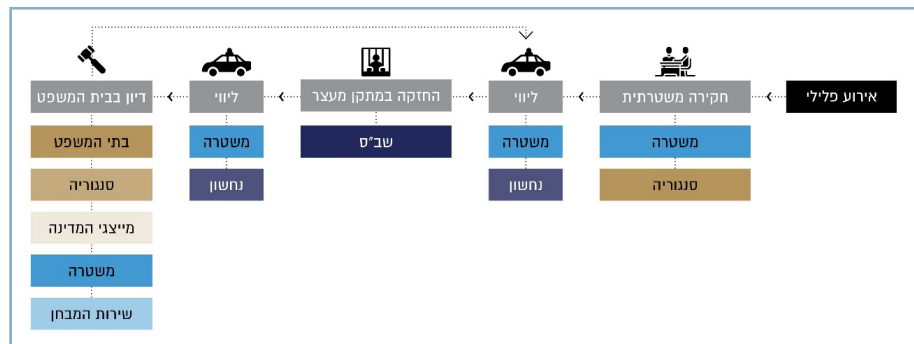 אירוע פלילי
חקירה משטרתית
משטרה
סנגוריה
ליווי
משטרה
נחשון
החזקה במתקן מעצר
שב"ס
ליווי
משטרה
נחשון
דיון בבית המשפט
בתי המשפט
סנגוריה
מייצגי המדינה
משטרה
שירות המבחן